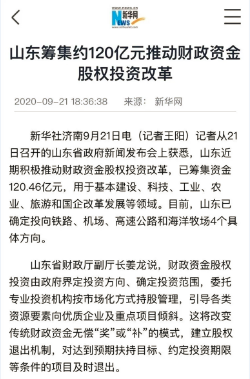 新华网
News
山东筹集约120亿元推动财政资金
股权投资改革
2020-09-21 18:36:38 来源：新华网
新华社济南9月21日电（记者王阳）记者从21
日召开的山东省政府新闻发布会上获悉，山东近
期积极推动财政资金股权投资改革，已筹集资金
120.46亿元，用于基本建设、科技、工业、农
业、旅游和国企改革发展等领域。目前，山东已
确定投向铁路、机场、高速公路和海洋牧场4个具
体方向。
山东省财政厅副厅长姜龙说，财政资金股权
投资由政府界定投资方向、确定投资范围，委托
专业投资机构按市场化方式持股管理，引导各类
资源要素向优质企业及重点项目倾斜。这将改变
传统财政资金无偿“奖”或“补”的模式，建立股权
退出机制，对达到预期扶持目标、约定投资期限
等条件的项目及时退出。